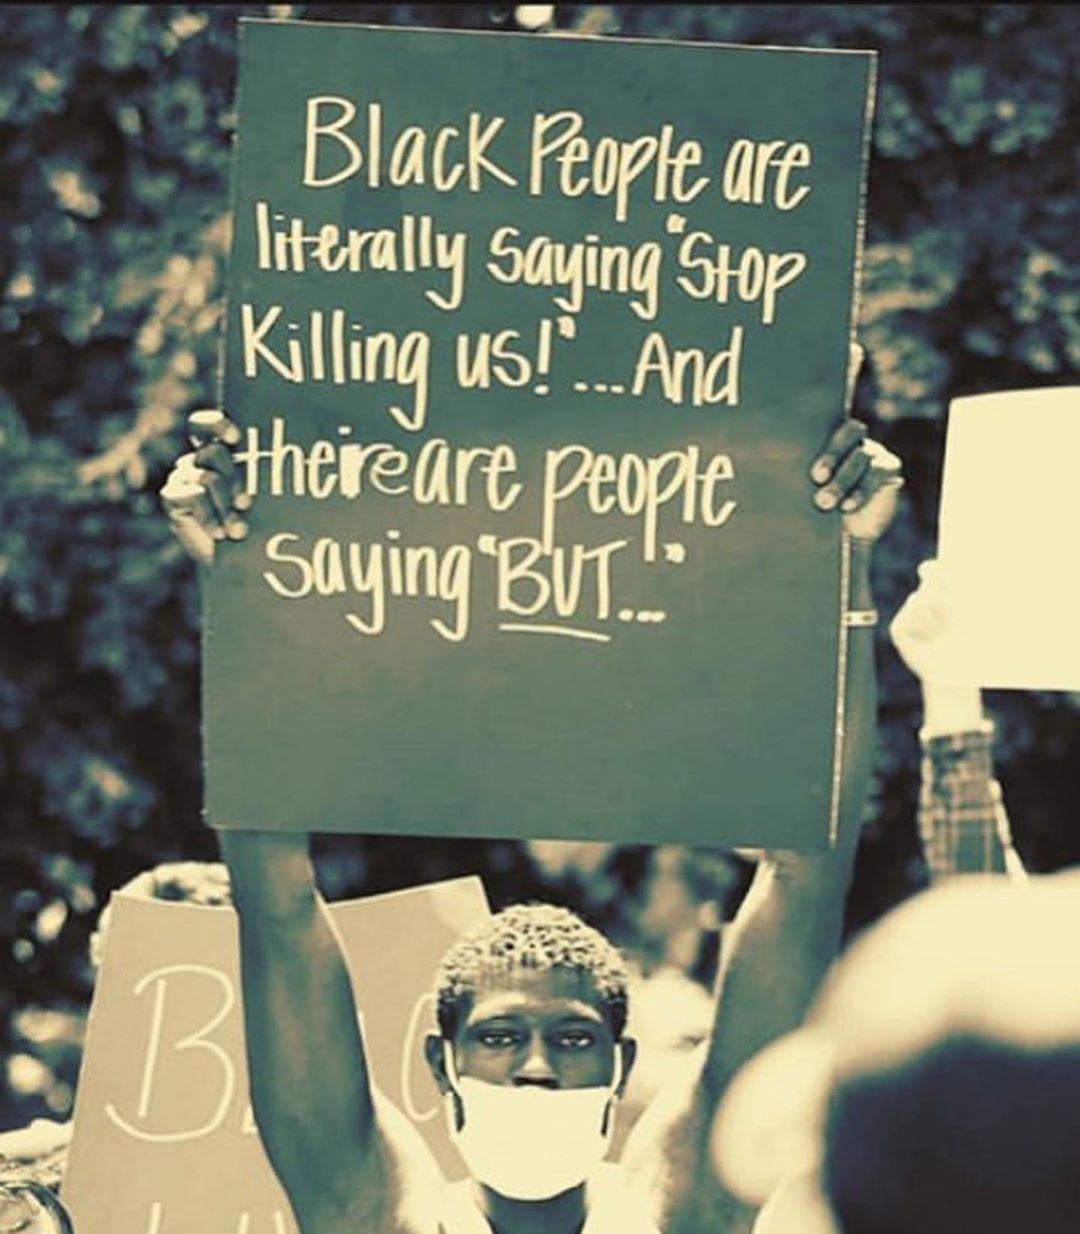 Black People are
literally saying "Stop
Killing us!"...And
there are people
saying "BUT..."
B